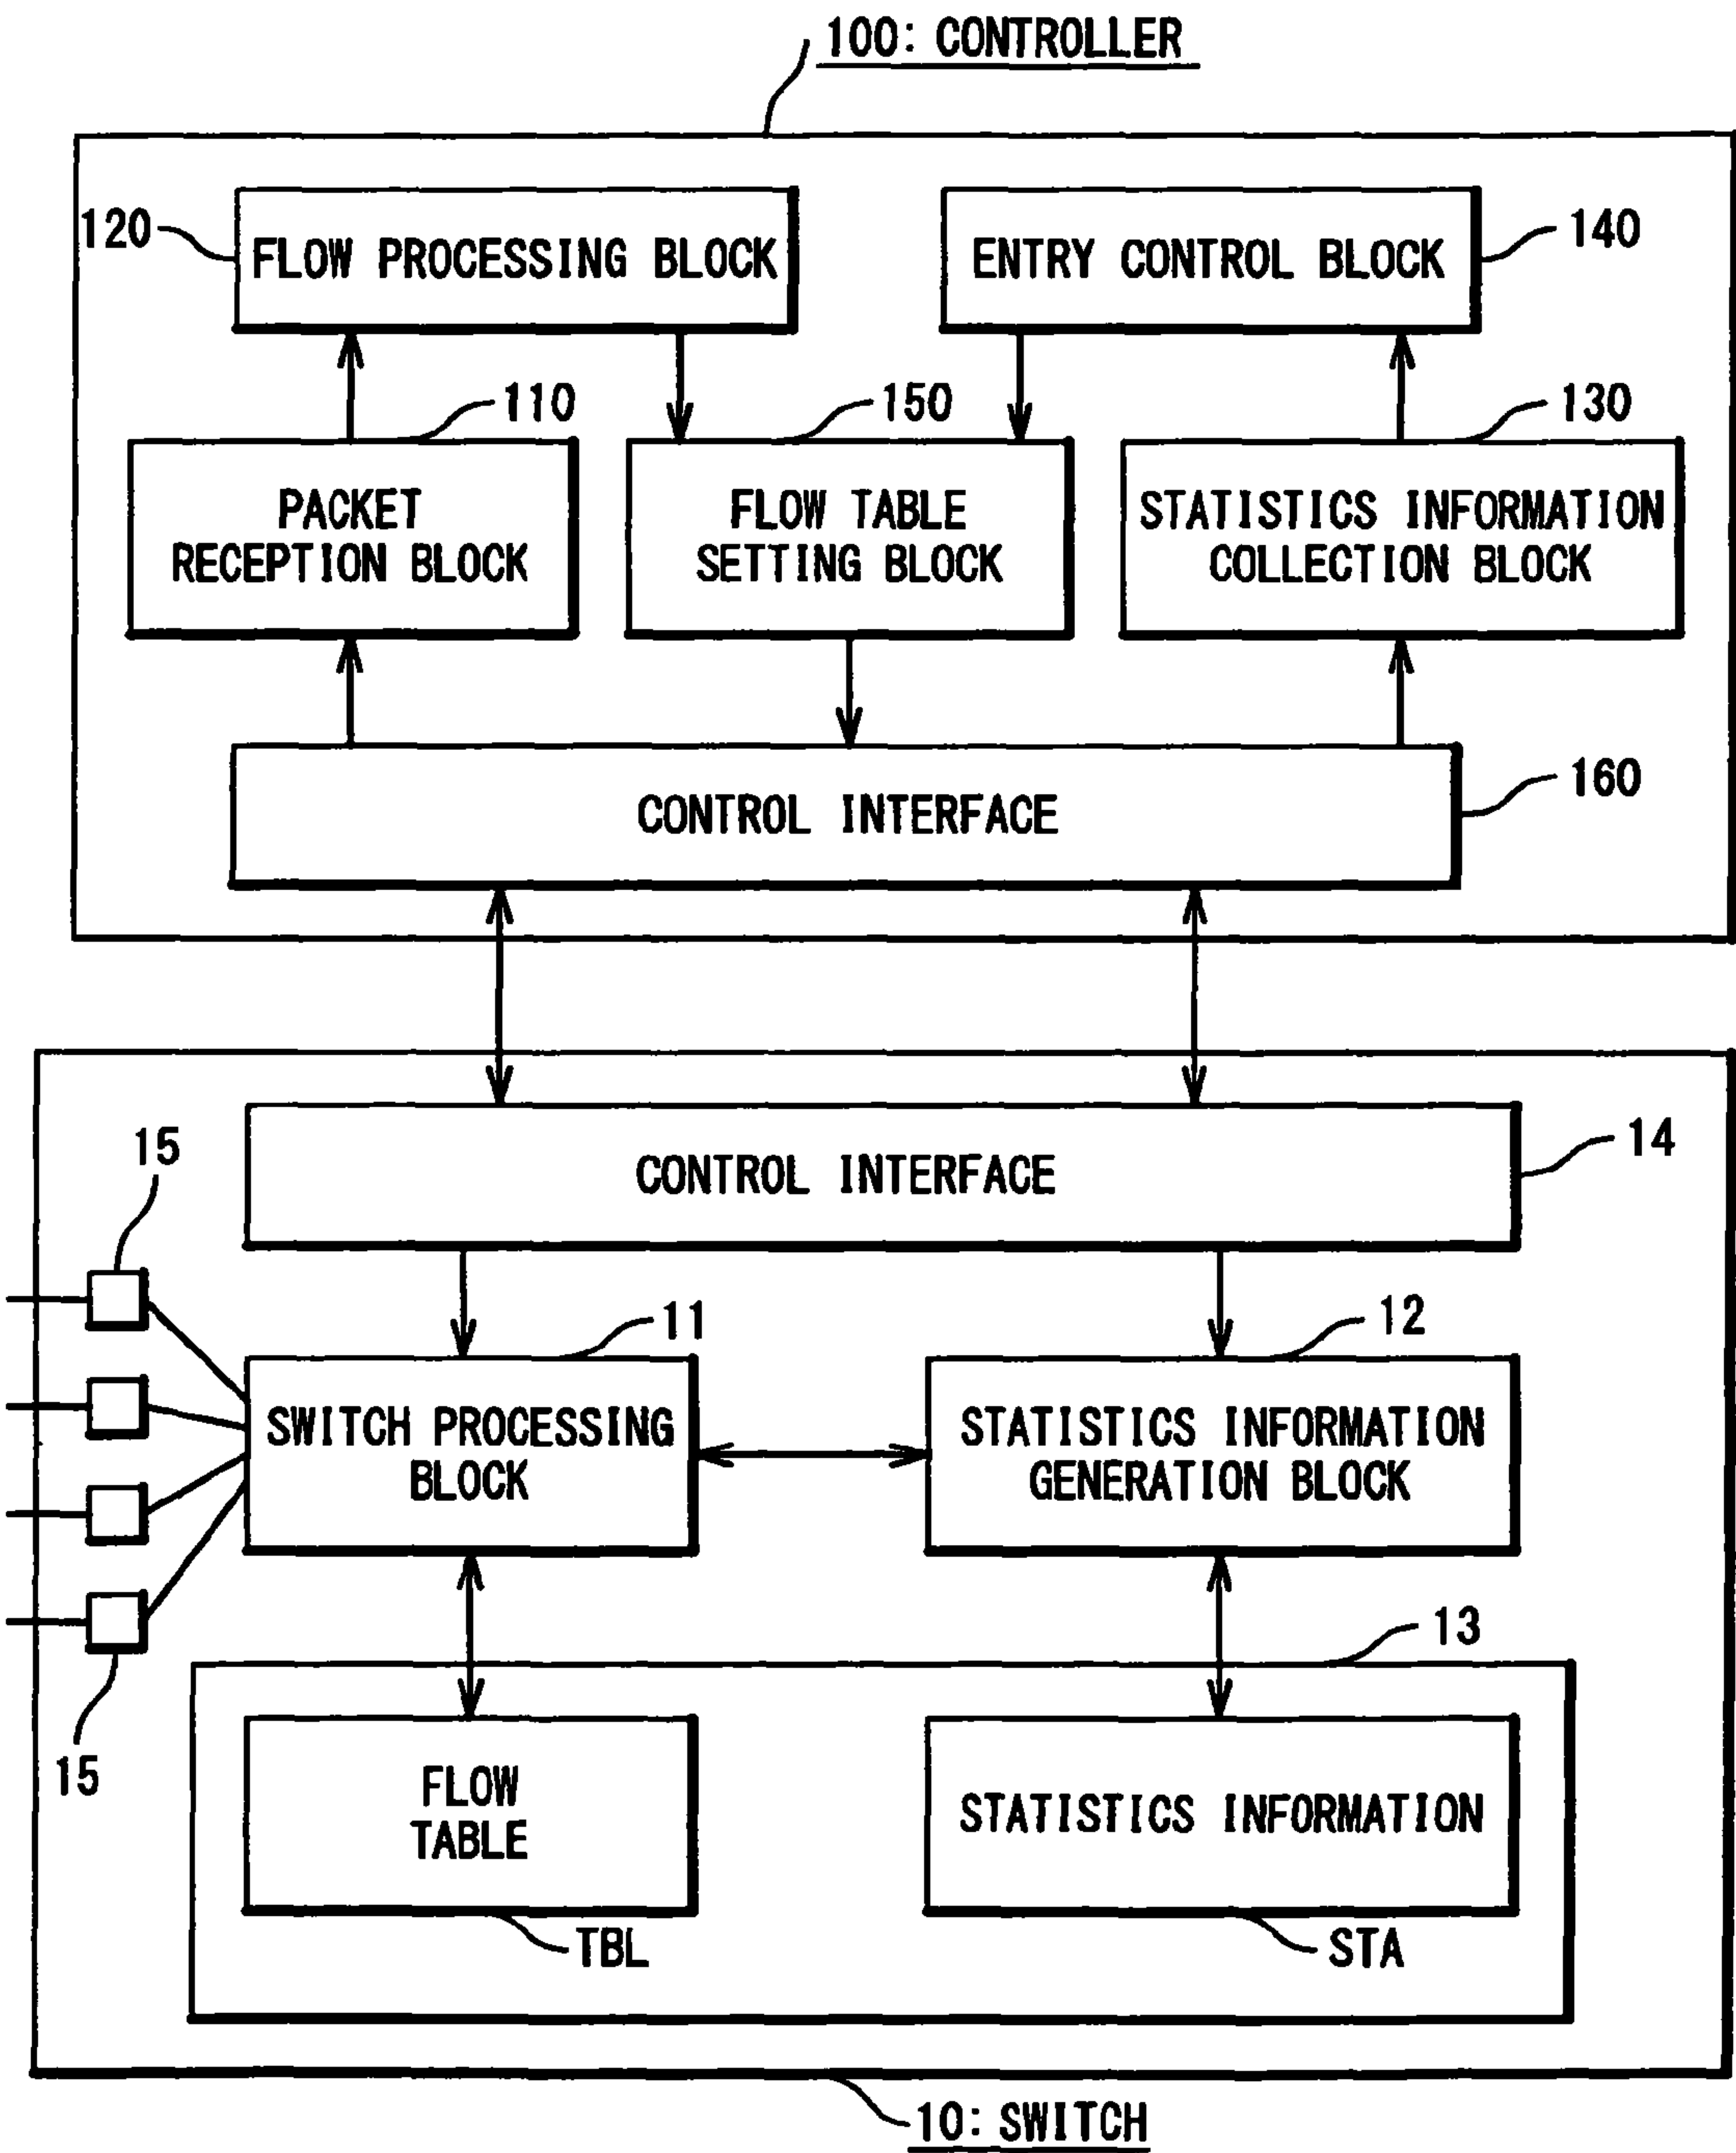 100: CONTROLLER
120
FLOW PROCESSING BLOCK
ENTRY CONTROL BLOCK
140
110
150
130
PACKET
RECEPTION BLOCK
FLOW TABLE
SETTING BLOCK
STATISTICS INFORMATION
COLLECTION BLOCK
CONTROL INTERFACE
160
CONTROL INTERFACE
14
15
11
12
SWITCH PROCESSING
BLOCK
STATISTICS INFORMATION
GENERATION BLOCK
13
15
FLOW
TABLE
STATISTICS INFORMATION
TBL
STA
10: SWITCH